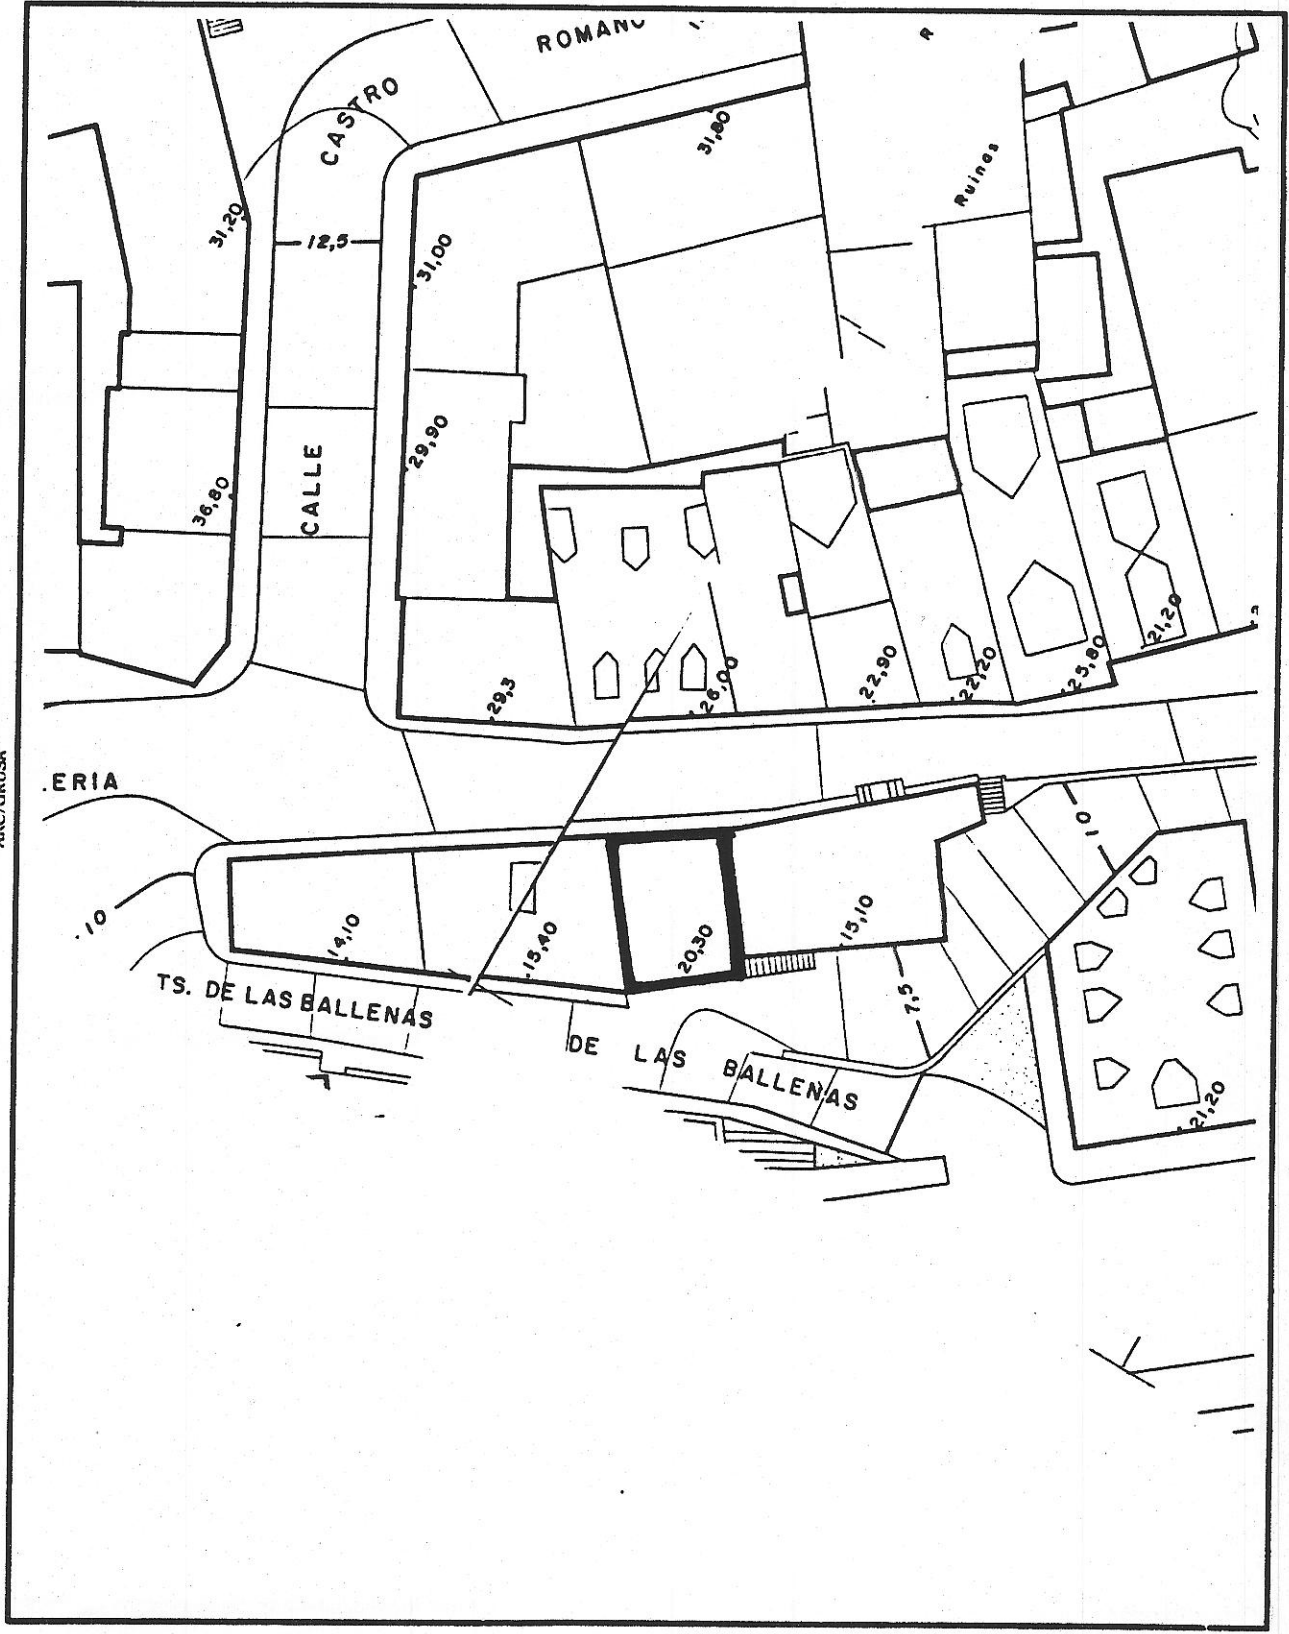 ROMANO
CASTRO
31,80
Ruinas
31,20
12,5
31,00
29,90
CALLE
36,80
21,20
29,3
26,00
22,90
22,20
23,80
.ERIA
10
.10
14,10
15,40
20,30
15,10
7,5
TS. DE LAS BALLENAS
DE LAS BALLENAS
21,20